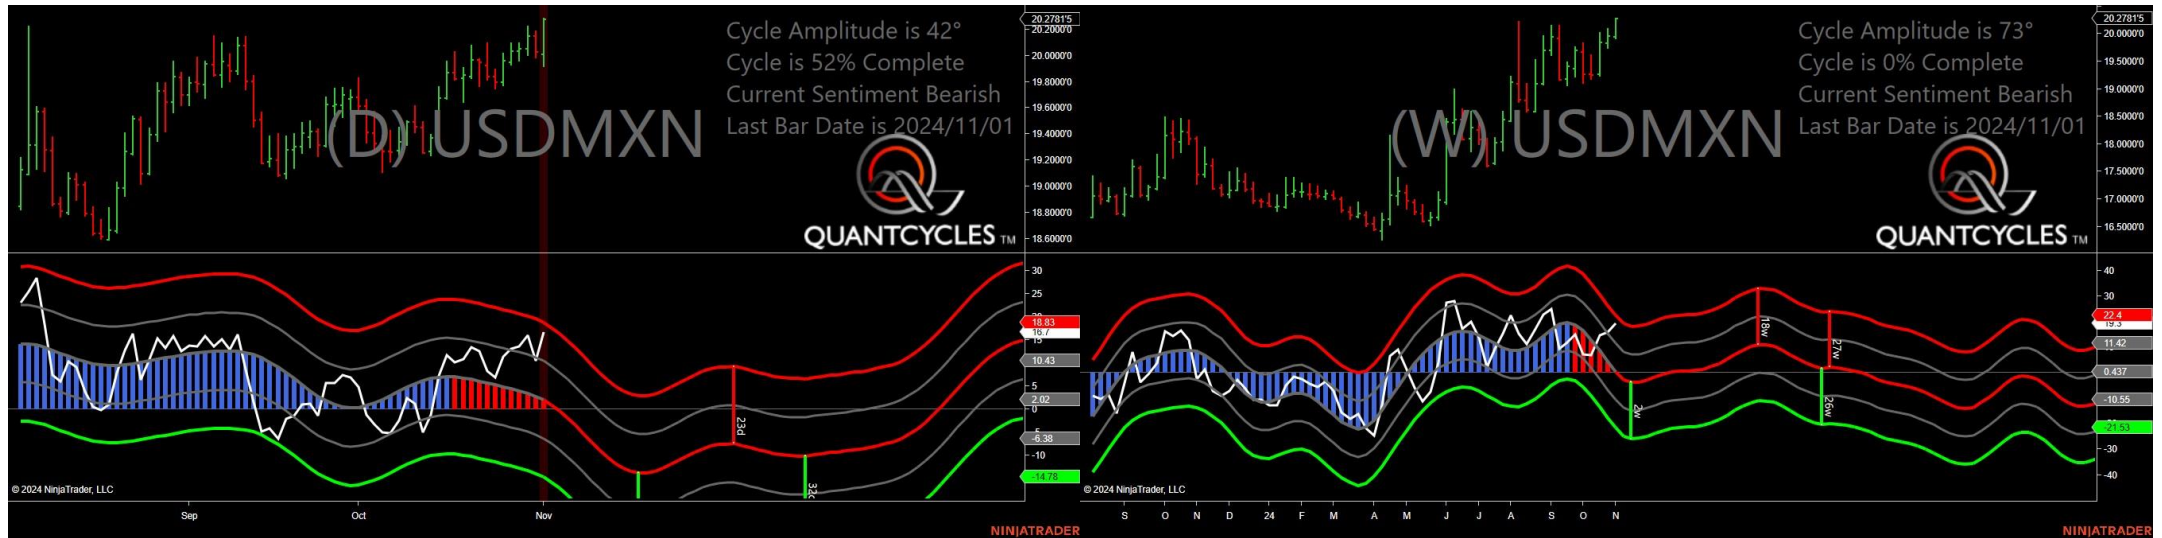 20.2781'5
20.2000'0
20.0000'0
19.8000'0
19.6000'0
19.4000'0
19.2000'0
19.0000'0
18.8000'0
18.6000'0
Cycle Amplitude is 42°
Cycle is 52% Complete
Current Sentiment Bearish
Last Bar Date is 2024/11/01
(D) USDMXN
QUANTCYCLES TM
30
25
18.83
16.7
15
10.43
5
2.02
0
-6.38
-10
-14.78
23d
© 2024 NinjaTrader, LLC
Sep Oct Nov
NINJATRADER
20.2781'5
20.0000'0
19.5000'0
19.0000'0
18.5000'0
18.0000'0
17.5000'0
17.0000'0
16.5000'0
Cycle Amplitude is 73°
Cycle is 0% Complete
Current Sentiment Bearish
Last Bar Date is 2024/11/01
(W) USDMXN
QUANTCYCLES TM
40
30
22.4
19.3
11.42
0.437
-10.55
-21.53
-30
-40
18w
27w
2w
26w
© 2024 NinjaTrader, LLC
S O N D 24 F M A M J J A S O N
NINJATRADER